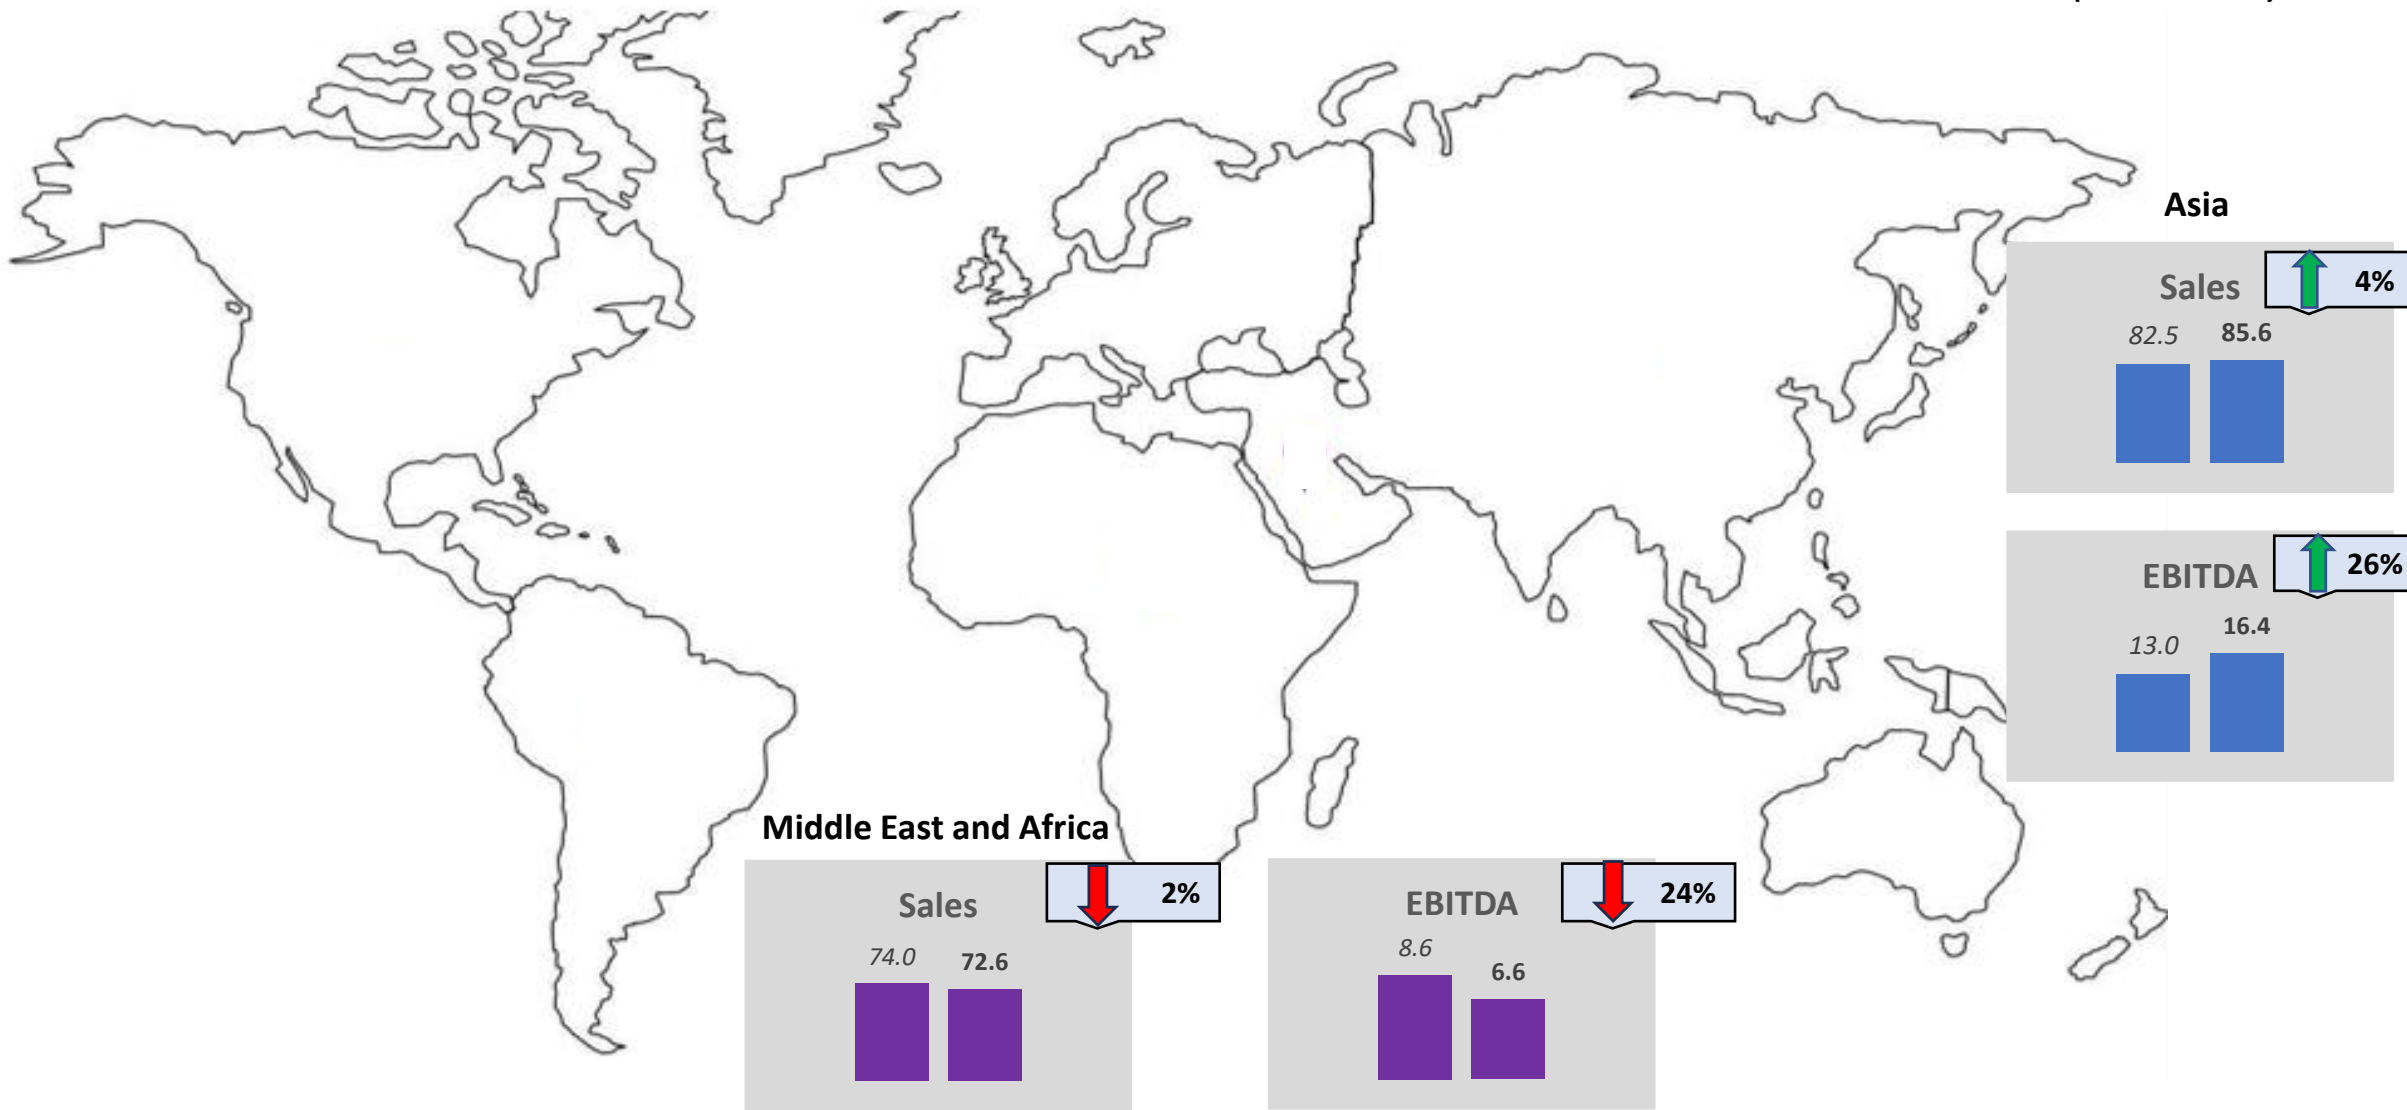 Asia
Sales
4%
82.5 85.6
EBITDA
26%
13.0 16.4
Middle East and Africa
Sales
2%
74.0 72.6
EBITDA
24%
8.6 6.6